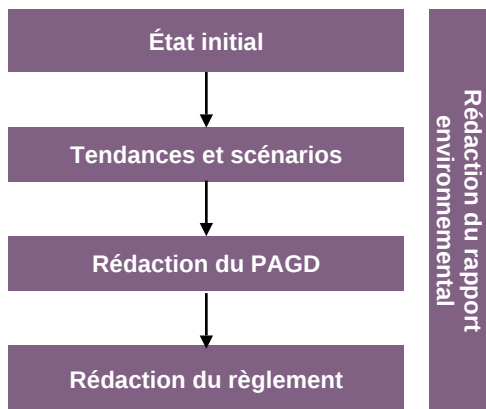 État initial
Tendances et scénarios
Rédaction du PAGD
Rédaction du règlement
Rédaction du rapport
environnemental